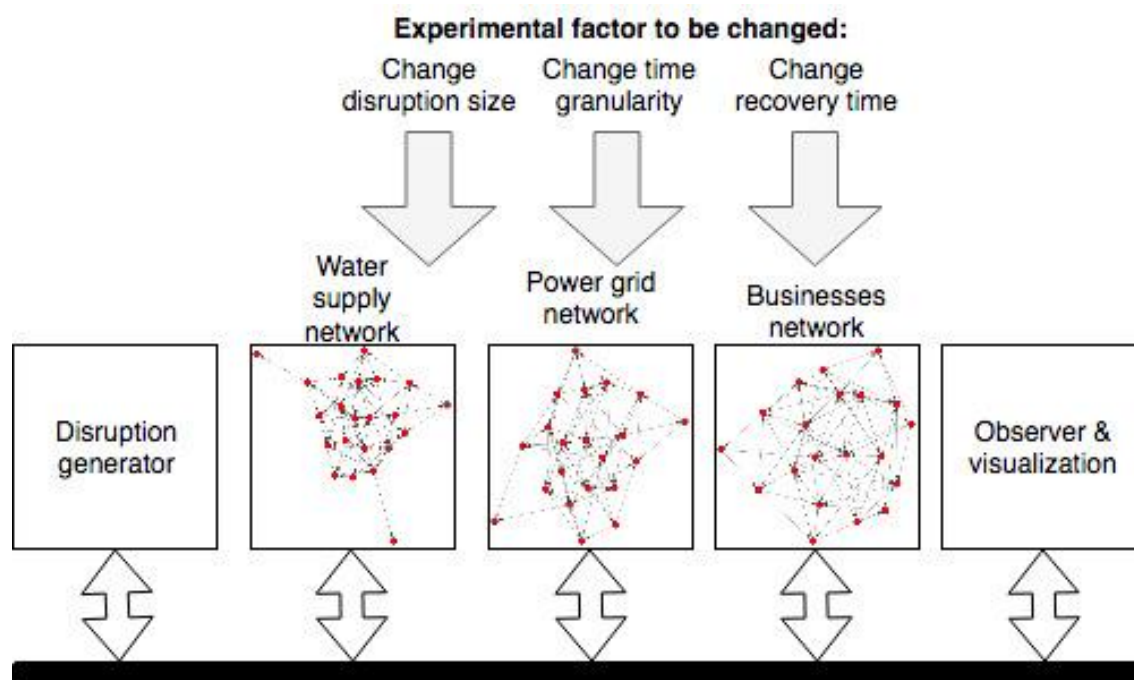 Experimental factor to be changed:
Change
disruption size
Change time
granularity
Change
recovery time
Water
supply
network
Power grid
network
Businesses
network
Disruption
generator
Observer &
visualization